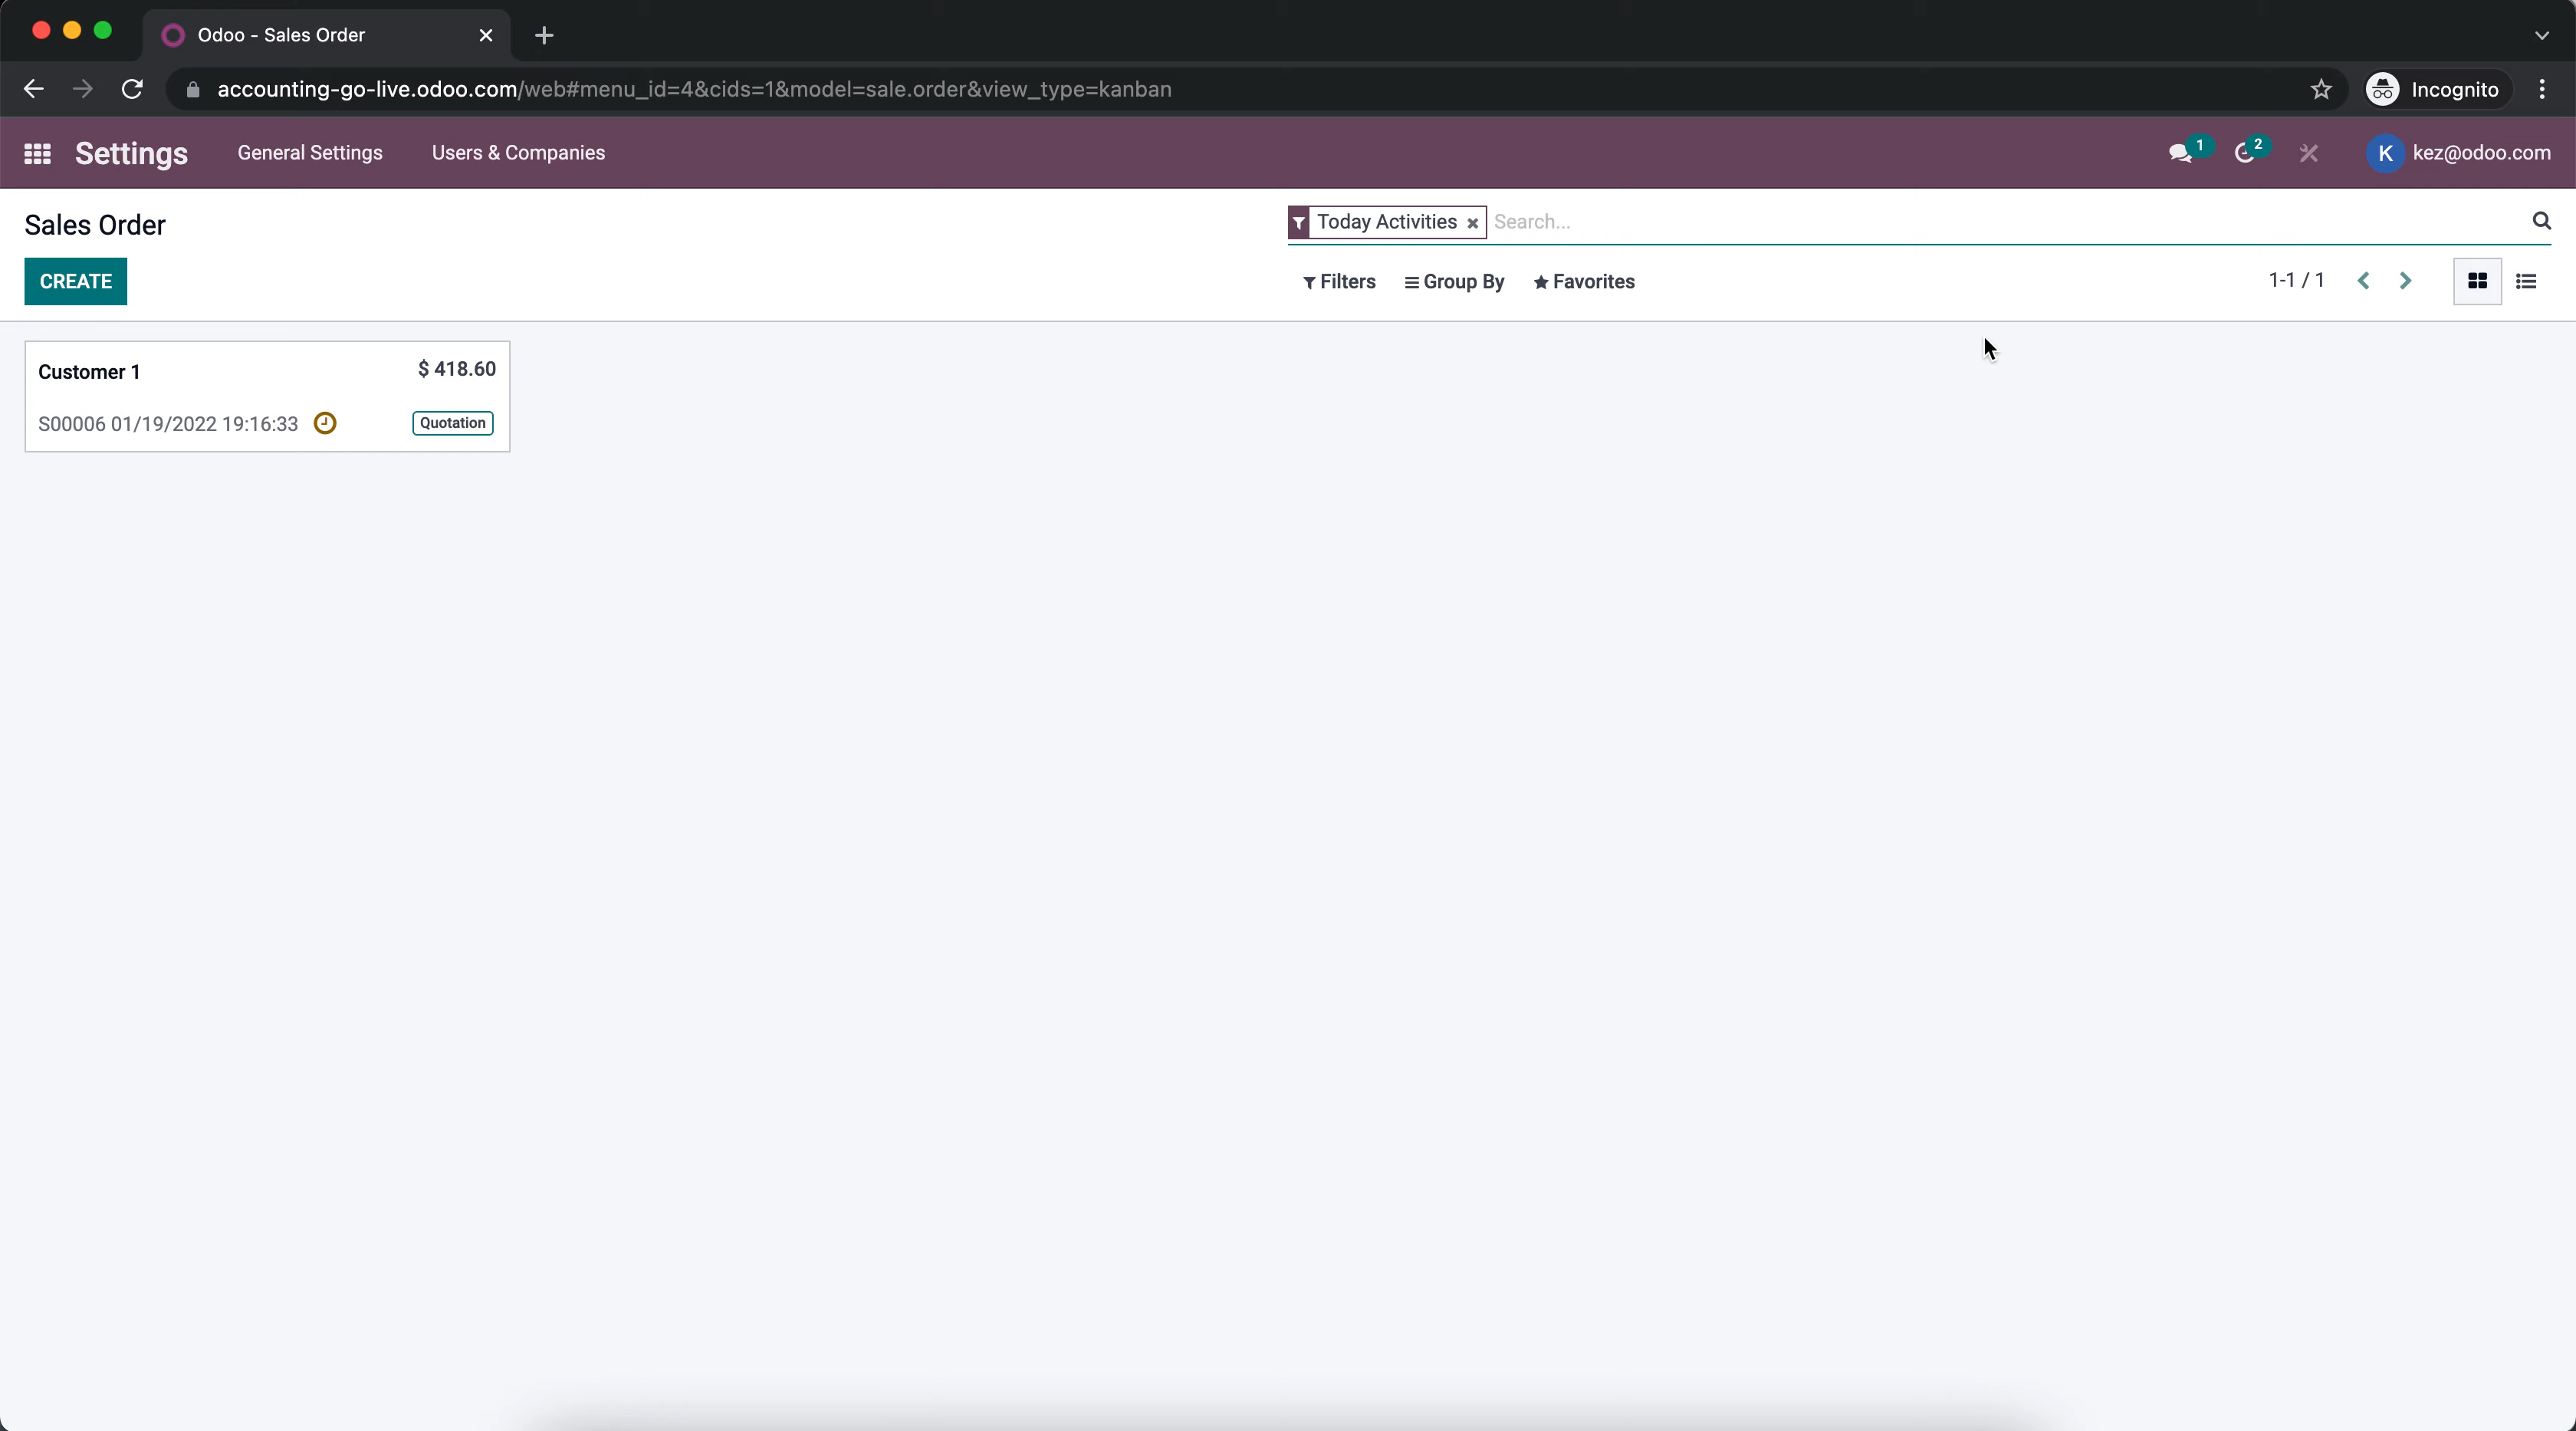 Odoo - Sales Order
accounting-go-live.odoo.com/web#menu_id=4&cids=1&model=sale.order&view_type=kanban
Incognito
Settings General Settings Users & Companies 1 2 K kez@odoo.com
Sales Order
Today Activities Search...
CREATE
Filters Group By Favorites 1-1 / 1
Customer 1 $ 418.60
S00006 01/19/2022 19:16:33 Quotation